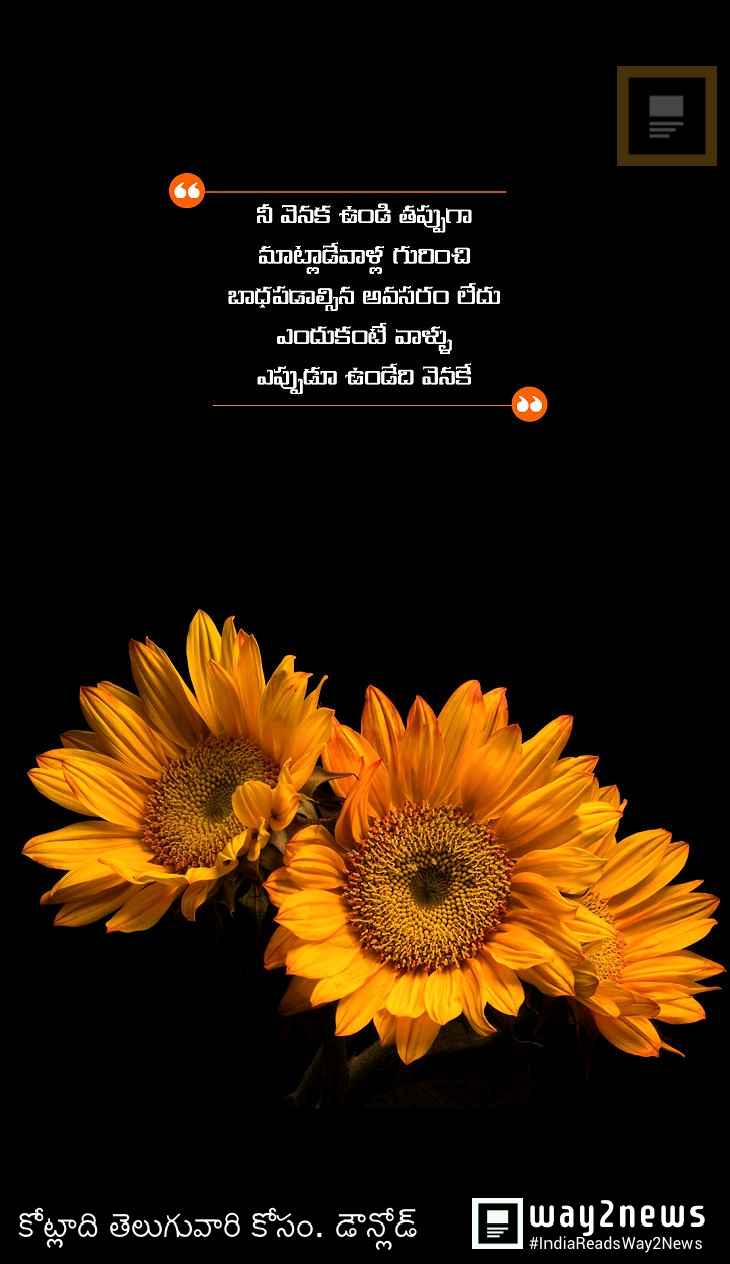 నీ వెనక ఉండి తప్పుగా
మాట్లాడేవాళ్ల గురించి
బాధపడాల్సిన అవసరం లేదు
ఎందుకంటే వాళ్ళు
ఎప్పుడూ ఉండేది వెనకే
కోట్లాది తెలుగువారి కోసం. డౌన్లోడ్
way2news
#IndiaReadsWay2News